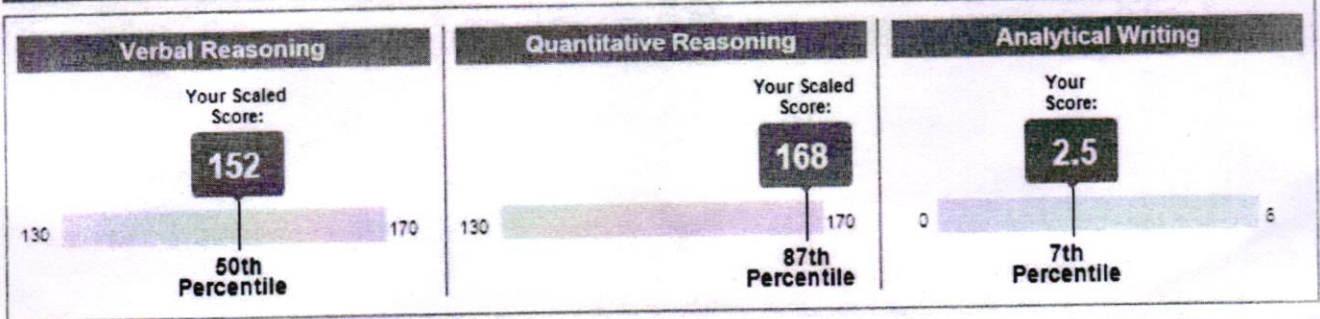 Verbal Reasoning
Your Scaled
Score:
152
130
170
50th
Percentile
Quantitative Reasoning
Your Scaled
Score:
168
130
170
87th
Percentile
Analytical Writing
Your
Score:
2.5
0
6
7th
Percentile